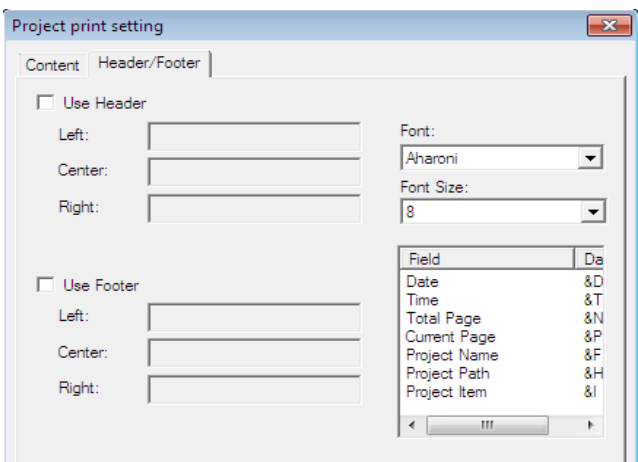 Project print setting
Content Header/Footer
Use Header
Left:
Center:
Right:
Font:
Aharoni
Font Size:
8
Use Footer
Left:
Center:
Right:
Field Da
Date &D
Time &T
Total Page &N
Current Page &P
Project Name &F
Project Path &H
Project Item &I